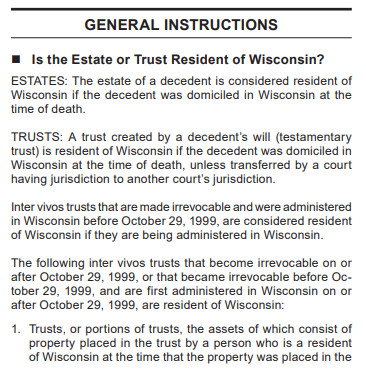 GENERAL INSTRUCTIONS
■ Is the Estate or Trust Resident of Wisconsin?
ESTATES: The estate of a decedent is considered resident of
Wisconsin if the decedent was domiciled in Wisconsin at the
time of death.
TRUSTS: A trust created by a decedent's will (testamentary
trust) is resident of Wisconsin if the decedent was domiciled in
Wisconsin at the time of death, unless transferred by a court
having jurisdiction to another court's jurisdiction.
Inter vivos trusts that are made irrevocable and were administered
in Wisconsin before October 29, 1999, are considered resident
of Wisconsin if they are being administered in Wisconsin.
The following inter vivos trusts that become irrevocable on or
after October 29, 1999, or that became irrevocable before Oc-
tober 29, 1999, and are first administered in Wisconsin on or
after October 29, 1999, are resident of Wisconsin:
1. Trusts, or portions of trusts, the assets of which consist of
property placed in the trust by a person who is a resident
of Wisconsin at the time that the property was placed in the